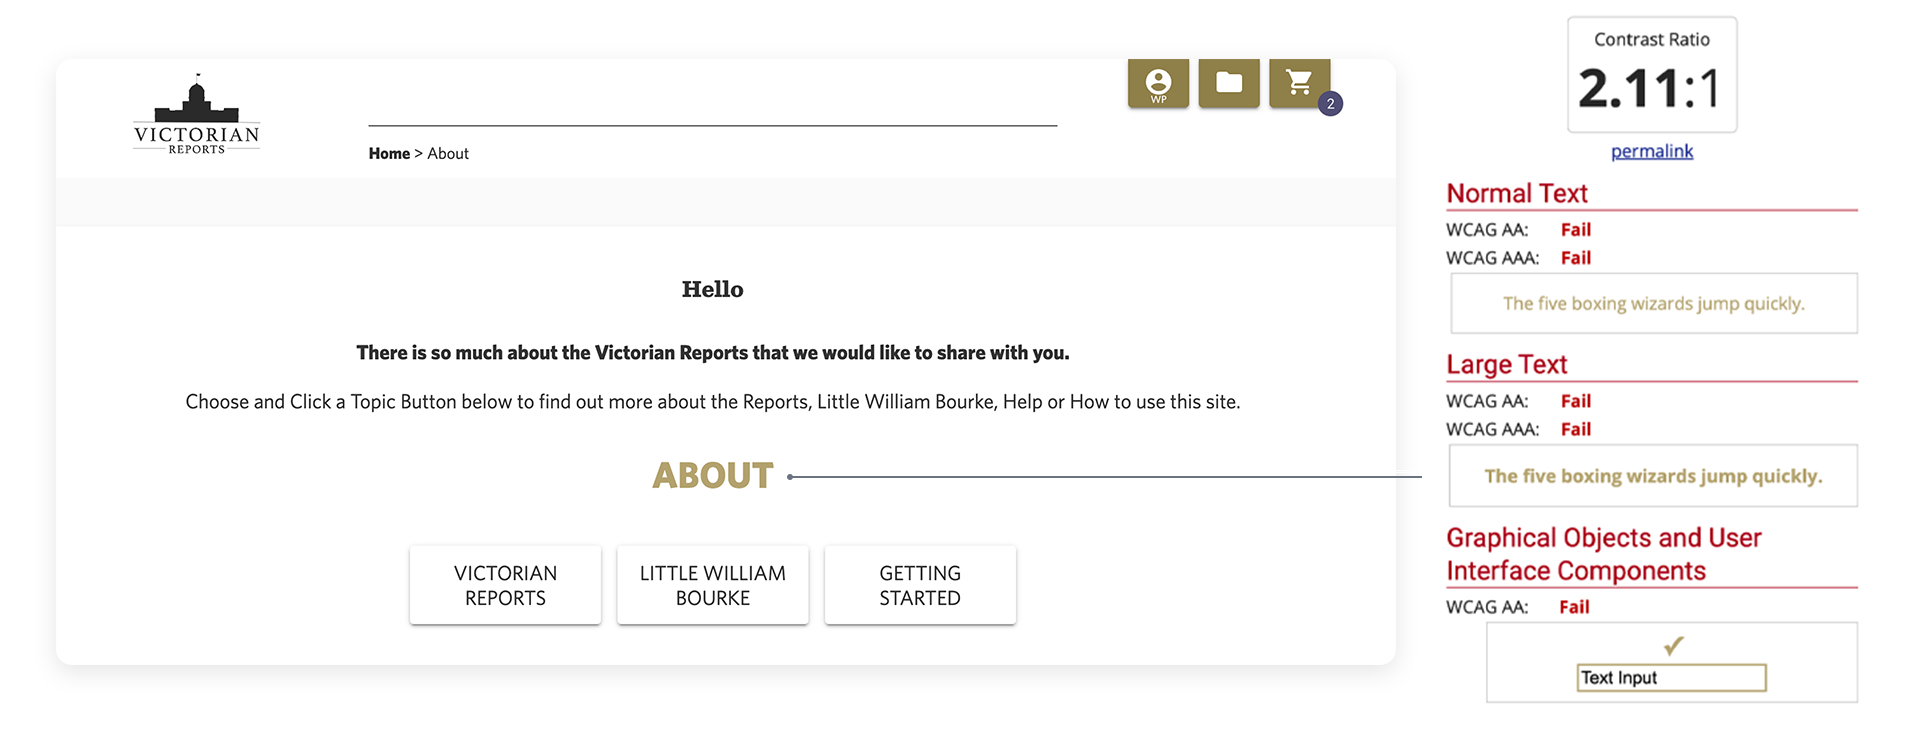 VICTORIAN
REPORTS
WP
2
Home > About
Hello
There is so much about the Victorian Reports that we would like to share with you.
Choose and Click a Topic Button below to find out more about the Reports, Little William Bourke, Help or How to use this site.
ABOUT
VICTORIAN
REPORTS
LITTLE WILLIAM
BOURKE
GETTING
STARTED
Contrast Ratio
2.11:1
permalink
Normal Text
WCAG AA: Fail
WCAG AAA: Fail
The five boxing wizards jump quickly.
Large Text
WCAG AA: Fail
WCAG AAA: Fail
The five boxing wizards jump quickly.
Graphical Objects and User
Interface Components
WCAG AA: Fail
Text Input